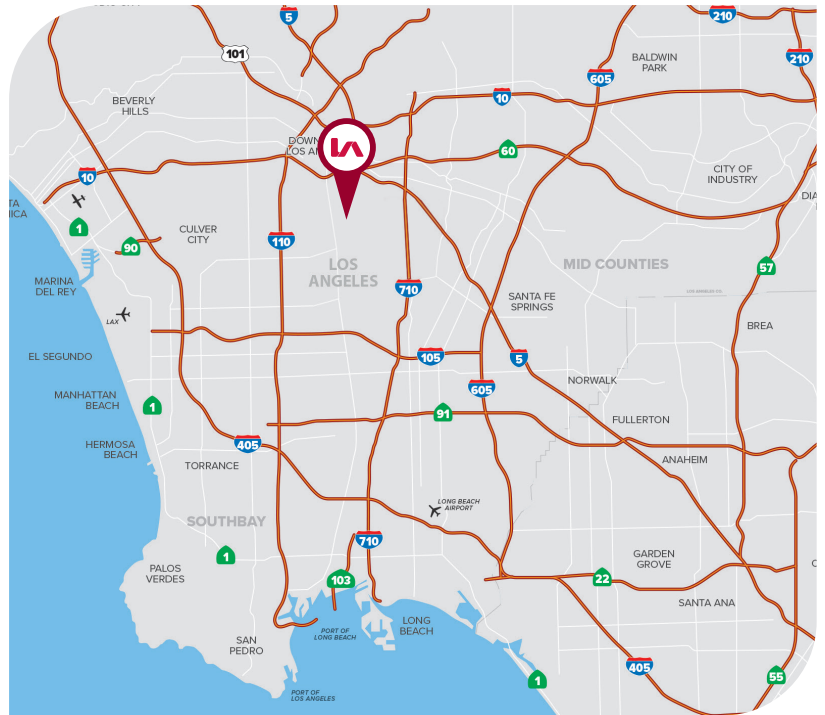 5
210
101
BALDWIN
PARK
605
210
BEVERLY
HILLS
10
DOWN
LOS AN
60
CITY OF
INDUSTRY
10
DIA
TA
ICA
1
CULVER
CITY
90
110
LOS
ANGELES
MID COUNTIES
57
MARINA
DEL REY
710
SANTA FE
SPRINGS
LOS ANGELES CO.
LAX
BREA
EL SEGUNDO
105
5
NORWALK
605
MANHATTAN
BEACH
1
91
FULLERTON
HERMOSA
BEACH
405
TORRANCE
ANAHEIM
LONG BEACH
AIRPORT
SOUTHBAY
710
1
GARDEN
GROVE
PALOS
VERDES
103
22
SANTA ANA
LONG
BEACH
PORT OF
LONG BEACH
SAN
PEDRO
405
55
1
PORT OF
LOS ANGELES